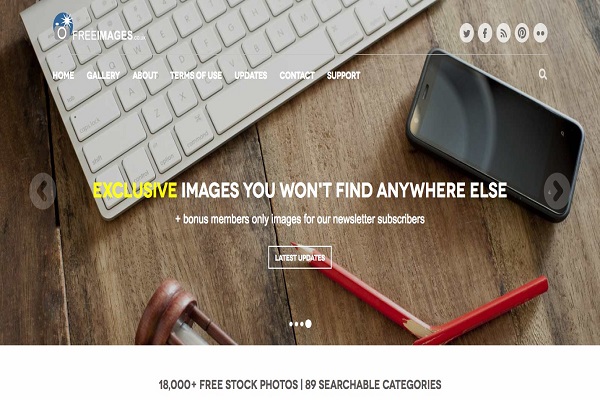 FREEIMAGES.co.uk
HOME GALLERY ABOUT TERMS OF USE UPDATES CONTACT SUPPORT
EXCLUSIVE IMAGES YOU WON'T FIND ANYWHERE ELSE
+ bonus members only images for our newsletter subscribers
LATEST UPDATES
18,000+ FREE STOCK PHOTOS | 89 SEARCHABLE CATEGORIES